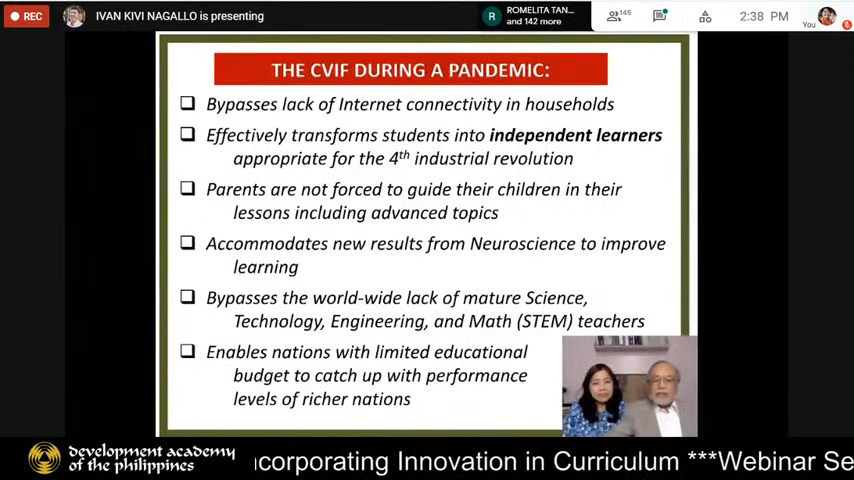 REC
IVAN KIVI NAGALLO is presenting
R
ROMELITA TAN...
and 142 more
145
2:38 PM
You
THE CVIF DURING A PANDEMIC:
Bypasses lack of Internet connectivity in households
Effectively transforms students into independent learners
appropriate for the 4th industrial revolution
Parents are not forced to guide their children in their
lessons including advanced topics
Accommodates new results from Neuroscience to improve
learning
Bypasses the world-wide lack of mature Science,
Technology, Engineering, and Math (STEM) teachers
Enables nations with limited educational
budget to catch up with performance
levels of richer nations
development academy
of the philippines
ncorporating Innovation in Curriculum ***Webinar Se